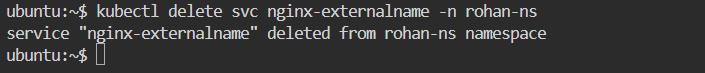 ubuntu:~$ kubectl delete svc nginx-externalname -n rohan-ns
service "nginx-externalname" deleted from rohan-ns namespace
ubuntu:~$